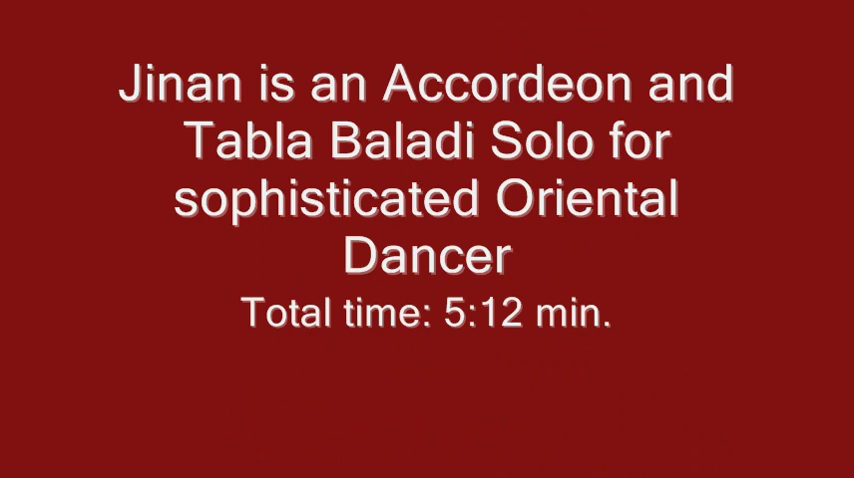 Jinan is an Accordeon and
Tabla Baladi Solo for
sophisticated Oriental
Dancer
Total time: 5:12 min.